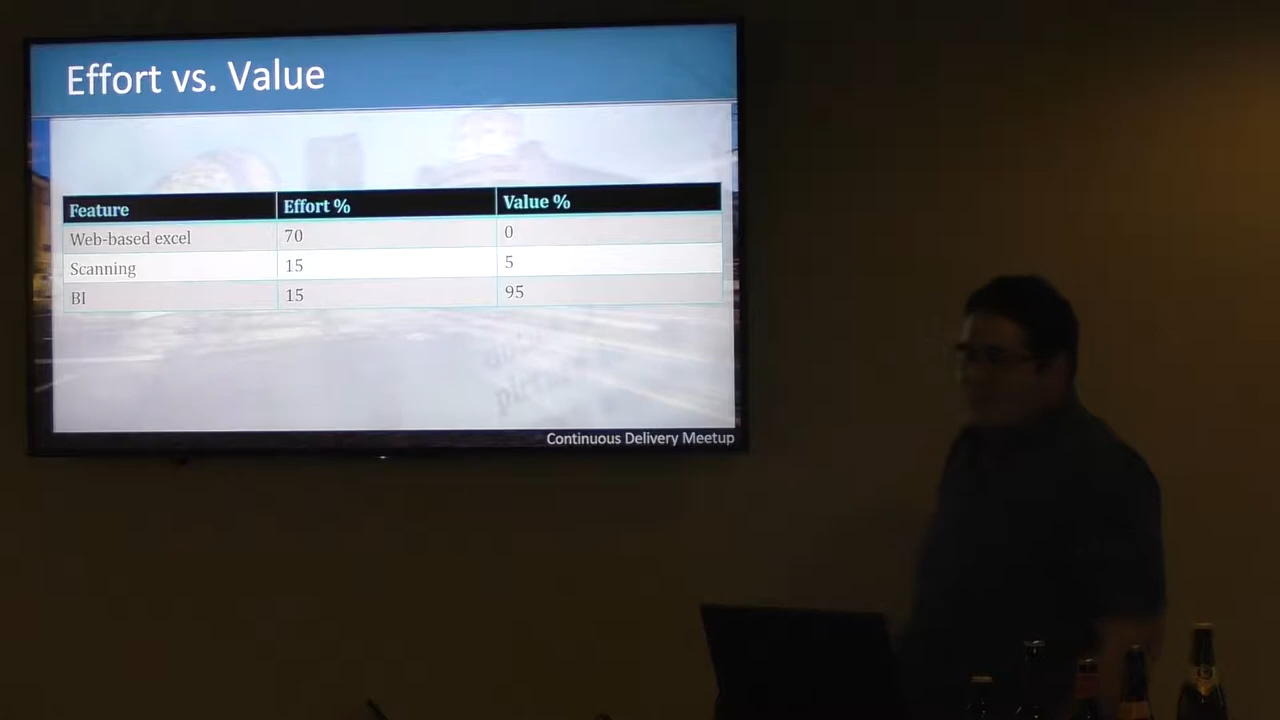 Effort vs. Value
Feature Effort % Value %
Web-based excel 70 0
Scanning 15 5
BI 15 95
Continuous Delivery Meetup